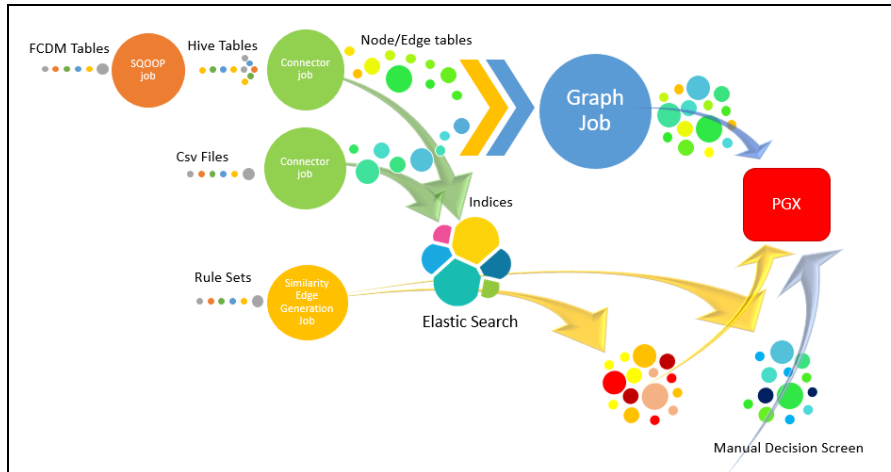 FCDM Tables
SQOOP
job
Hive Tables
Connector
job
Node/Edge tables
Graph
Job
Csv Files
Connector
job
Indices
PGX
Rule Sets
Similarity
Edge
Generation
Job
Elastic Search
Manual Decision Screen